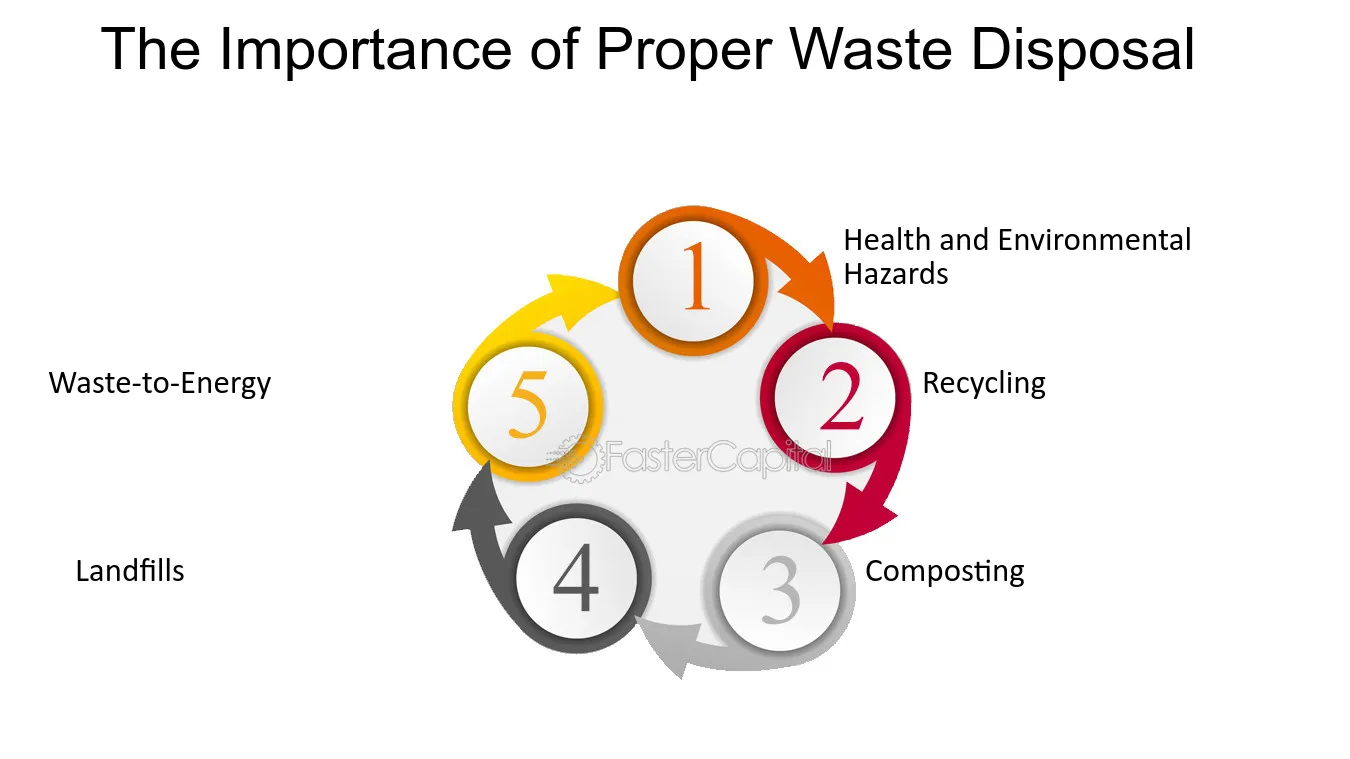 The Importance of Proper Waste Disposal
1
Health and Environmental
Hazards
5
2
Waste-to-Energy
Recycling
FasterCapital
4
3
Landfills
Composting